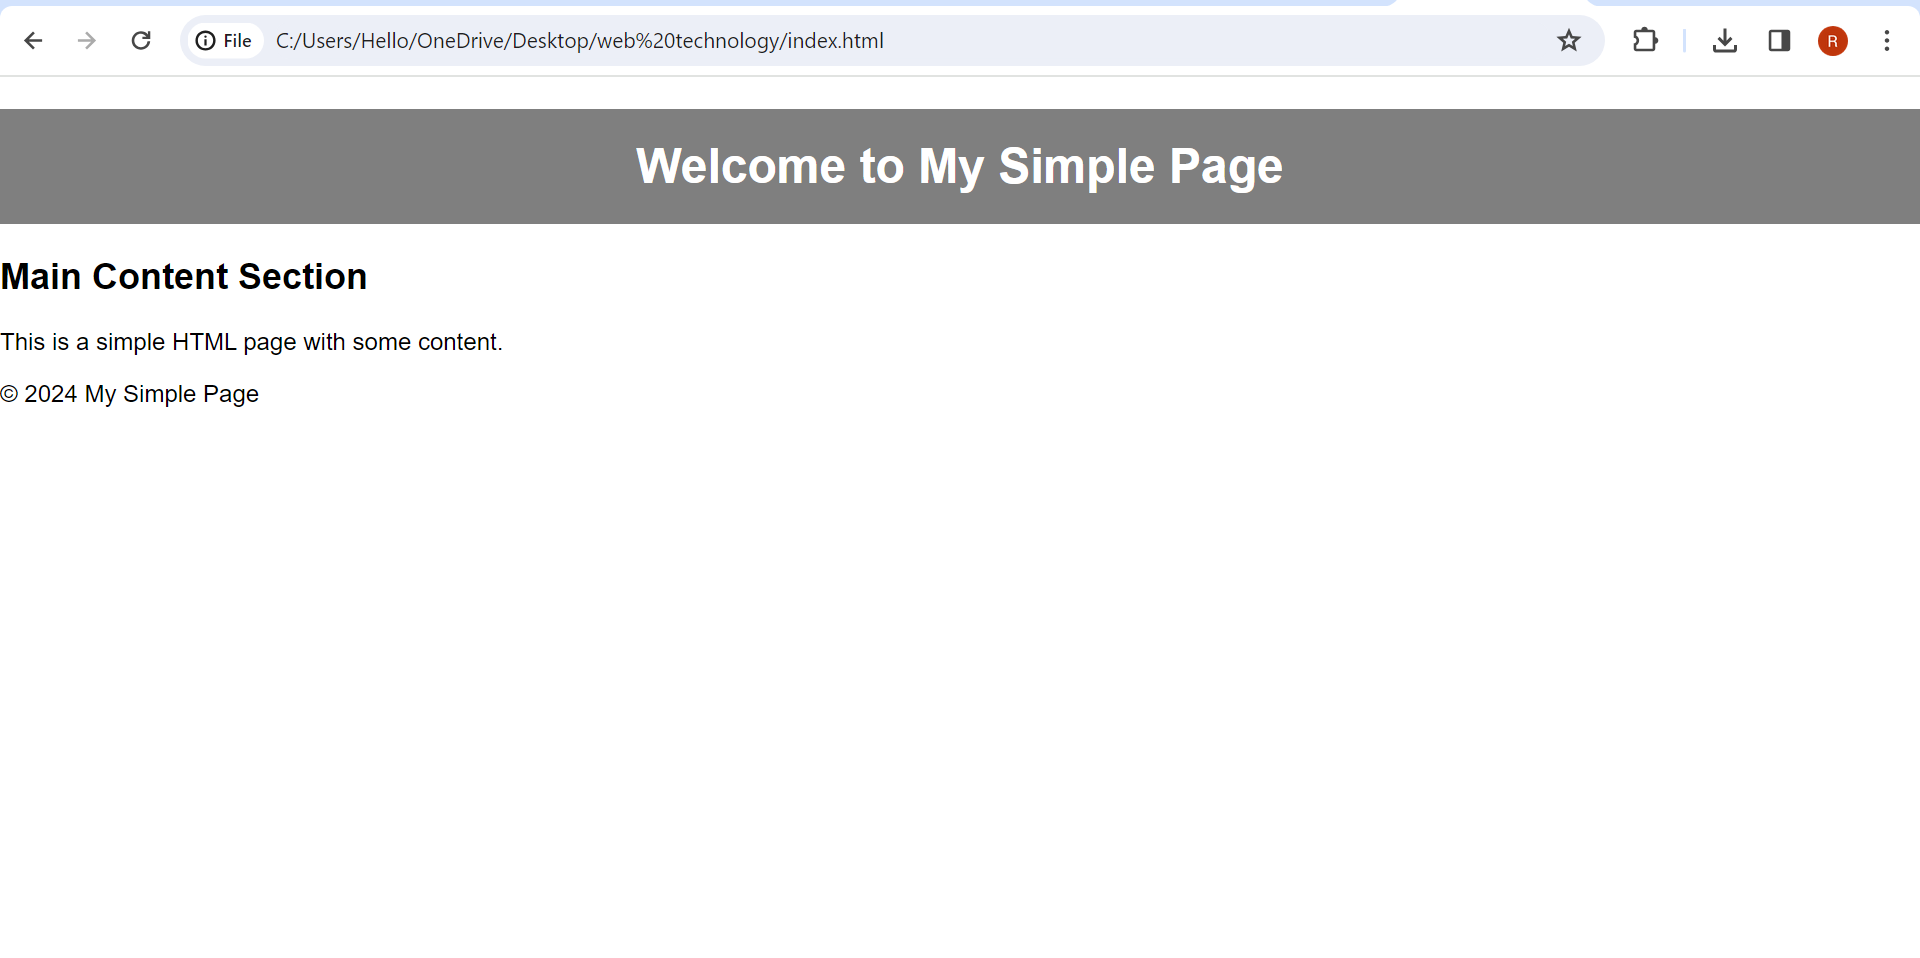 File C:/Users/Hello/OneDrive/Desktop/web%20technology/index.html R
Welcome to My Simple Page
Main Content Section
This is a simple HTML page with some content.
© 2024 My Simple Page